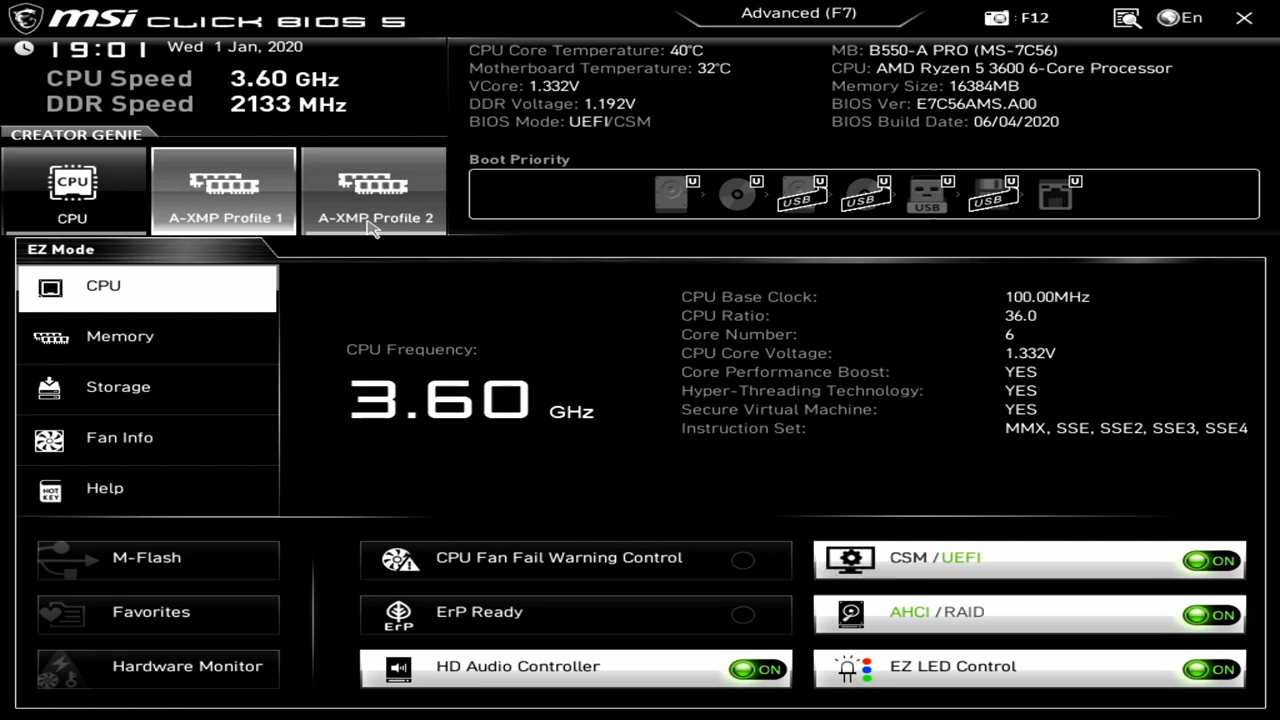 msi CLICK BIOS 5
Advanced (F7)
: F12
En
19:01 Wed 1 Jan, 2020
CPU Speed 3.60 GHz
DDR Speed 2133 MHz
CPU Core Temperature: 40°C
Motherboard Temperature: 32°C
VCore: 1.332V
DDR Voltage: 1.192V
BIOS Mode: UEFI/CSM
MB: B550-A PRO (MS-7C56)
CPU: AMD Ryzen 5 3600 6-Core Processor
Memory Size: 16384MB
BIOS Ver: E7C56AMS.A00
BIOS Build Date: 06/04/2020
CREATOR GENIE
CPU
CPU
A-XMP Profile 1
A-XMP Profile 2
Boot Priority
U U U U U U U
USB USB USB USB
EZ Mode
CPU
Memory
Storage
Fan Info
HOT KEY Help
CPU Frequency:
3.60 GHz
CPU Base Clock: 100.00MHz
CPU Ratio: 36.0
Core Number: 6
CPU Core Voltage: 1.332V
Core Performance Boost: YES
Hyper-Threading Technology: YES
Secure Virtual Machine: YES
Instruction Set: MMX, SSE, SSE2, SSE3, SSE4
M-Flash
Favorites
Hardware Monitor
CPU Fan Fail Warning Control
ErP ErP Ready
HD Audio Controller ON
CSM /UEFI ON
AHCI /RAID ON
EZ LED Control ON